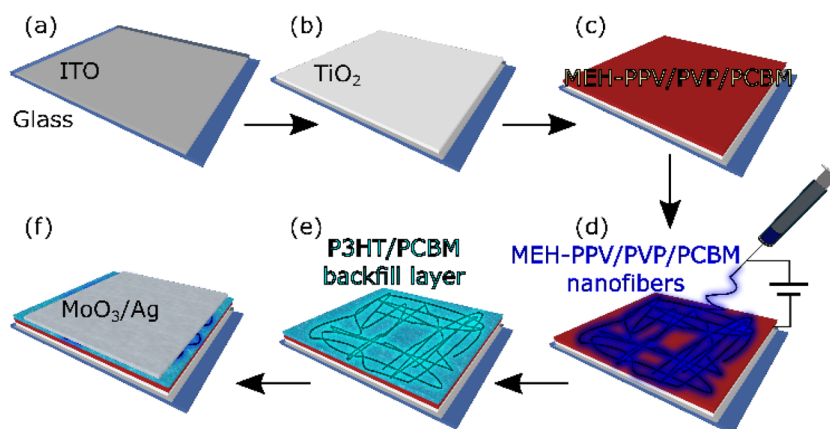 (a)
ITO
Glass
(b)
TiO₂
(c)
MEH-PPV/PVP/PCBM
(d)
MEH-PPV/PVP/PCBM
nanofibers
(e)
P3HT/PCBM
backfill layer
(f)
MoO₃/Ag